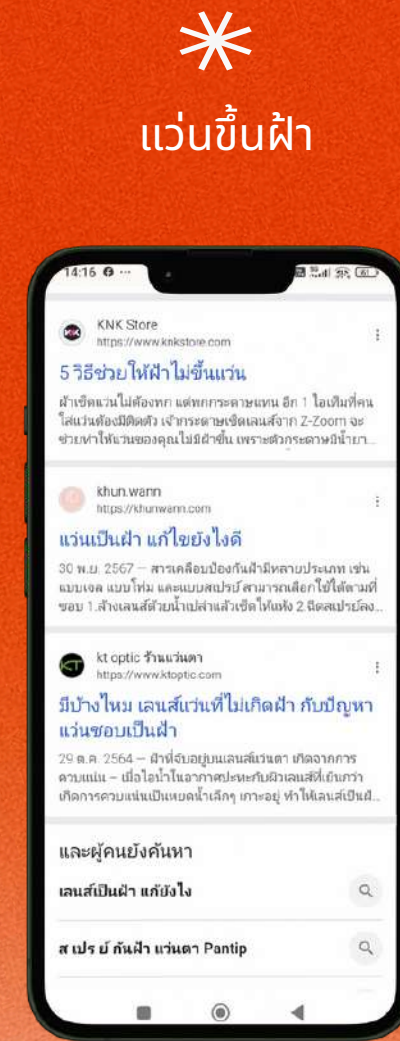 แว่นขึ้นฝ้า
14:16
KNK Store
https://www.knkstore.com
5 วิธีช่วยให้ฝ้าไม่ขึ้นแว่น
ผ้าเช็ดแว่นไม่ต้องพก แต่พกกระดาษแทน อีก 1 ไอเทมที่คน
ใส่แว่นต้องมีติดตัว เจ้ากระดาษเช็ดเลนส์จาก Z-Zoom จะ
ช่วยทำให้แว่นของคุณไม่มีฝ้าขึ้น เพราะตัวกระดาษมีน้ำยา...
khun.wann
https://khunwann.com
แว่นเป็นฝ้า แก้ไขยังไงดี
30 พ.ย. 2567 — สารเคลือบป้องกันฝ้ามีหลายประเภท เช่น
แบบเจล แบบโฟม และแบบสเปรย์ สามารถเลือกใช้ได้ตามที่
ชอบ 1.ล้างเลนส์ด้วยน้ำเปล่าแล้วเช็ดให้แห้ง 2.ฉีดสเปรย์ลง...
KT
kt optic ร้านแว่นตา
https://www.ktoptic.com
มีบ้างไหม เลนส์แว่นที่ไม่เกิดฝ้า กับปัญหา
แว่นชอบเป็นฝ้า
29 ต.ค. 2564 — ฝ้าที่จับอยู่บนเลนส์แว่นตา เกิดจากการ
ควบแน่น – เมื่อไอน้ำในอากาศปะทะกับผิวเลนส์ที่เย็นกว่า
เกิดการควบแน่นเป็นหยดน้ำเล็กๆ เกาะอยู่ ทำให้เลนส์เป็นฝ้...
และผู้คนยังค้นหา
เลนส์เป็นฝ้า แก้ยังไง
ส เปร ย์ กันฝ้า แว่นตา Pantip